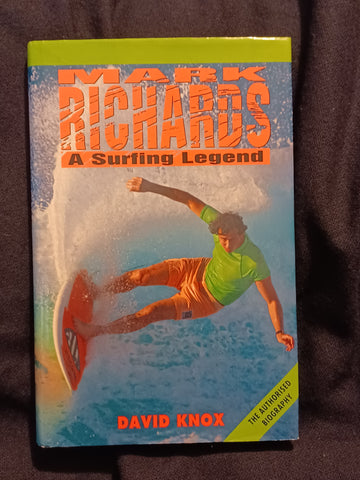 MARK
RICHARDS
A Surfing Legend
DAVID KNOX
THE AUTHORISED
BIOGRAPHY